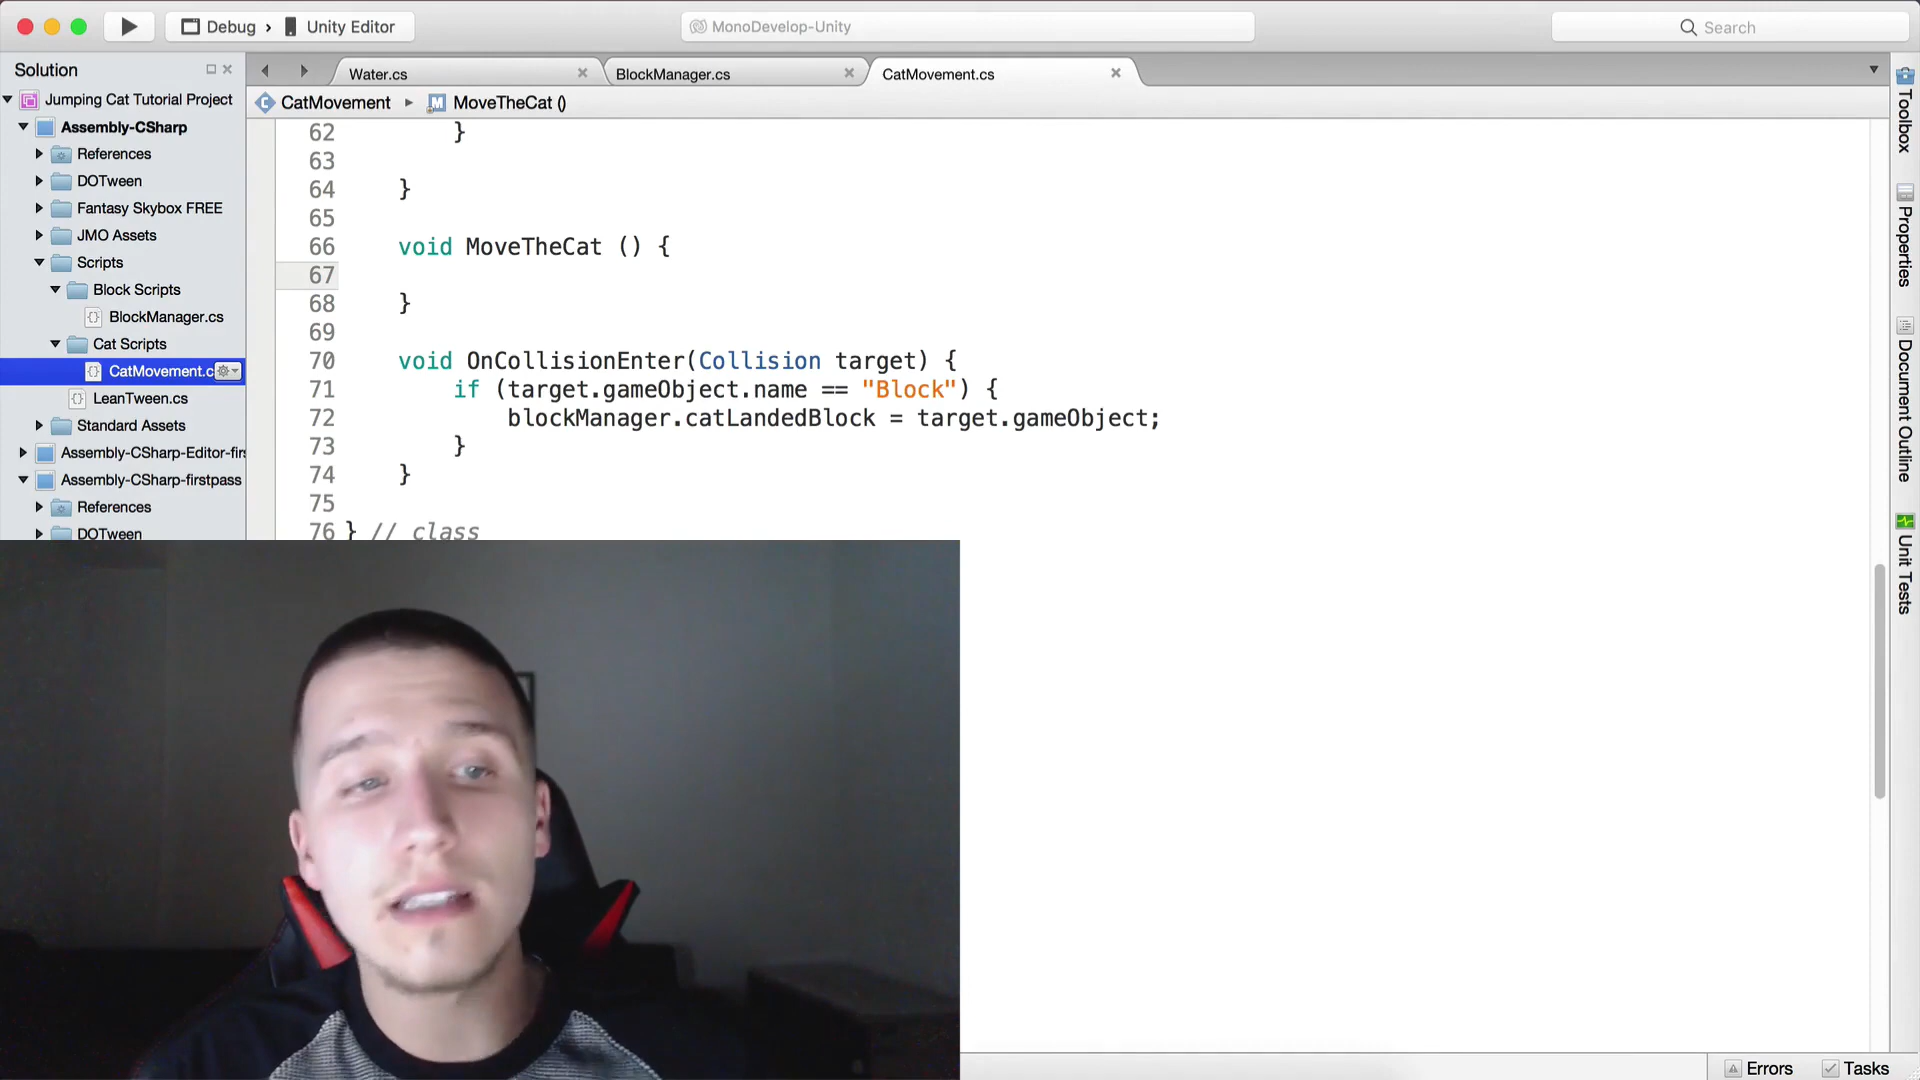 Debug › Unity Editor
MonoDevelop-Unity
Search
Solution
Water.cs
BlockManager.cs
CatMovement.cs
CatMovement ▸ MoveTheCat ()
Jumping Cat Tutorial Project
Assembly-CSharp
References
DOTween
Fantasy Skybox FREE
JMO Assets
Scripts
Block Scripts
BlockManager.cs
Cat Scripts
CatMovement.c
LeanTween.cs
Standard Assets
Assembly-CSharp-Editor-firs
Assembly-CSharp-firstpass
References
DOTween
62 }
63
64 }
65
66 void MoveTheCat () {
67
68 }
69
70 void OnCollisionEnter(Collision target) {
71 if (target.gameObject.name == "Block") {
72 blockManager.catLandedBlock = target.gameObject;
73 }
74 }
75
76 } // class
Toolbox
Properties
Document Outline
Unit Tests
Errors
Tasks